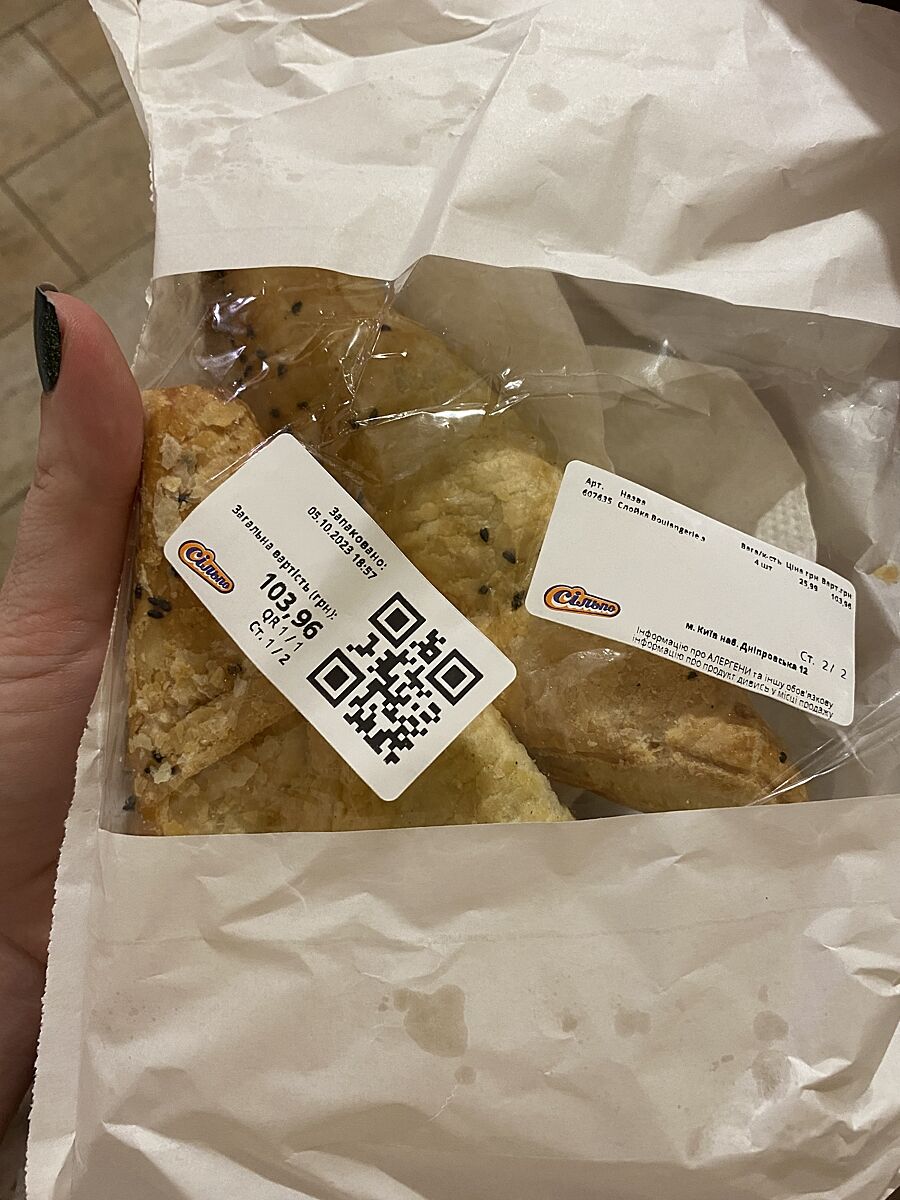 Запаковано:
05.10.2023 18:57
Загальна вартість (грн):
103,96
QR 1 / 1
Ст. 1 / 2
Сільпо
Арт. Назва
607635 Слойка Boulangerie з
Вага/к.сть Ціна грн Варт.грн
4 шт 25,99 103,96
Сільпо
м. Київ наб. Дніпровська 12
Ст. 2/ 2
Інформацію про АЛЕРГЕНИ та іншу обов'язкову
інформацію про продукт дивись у місці продажу